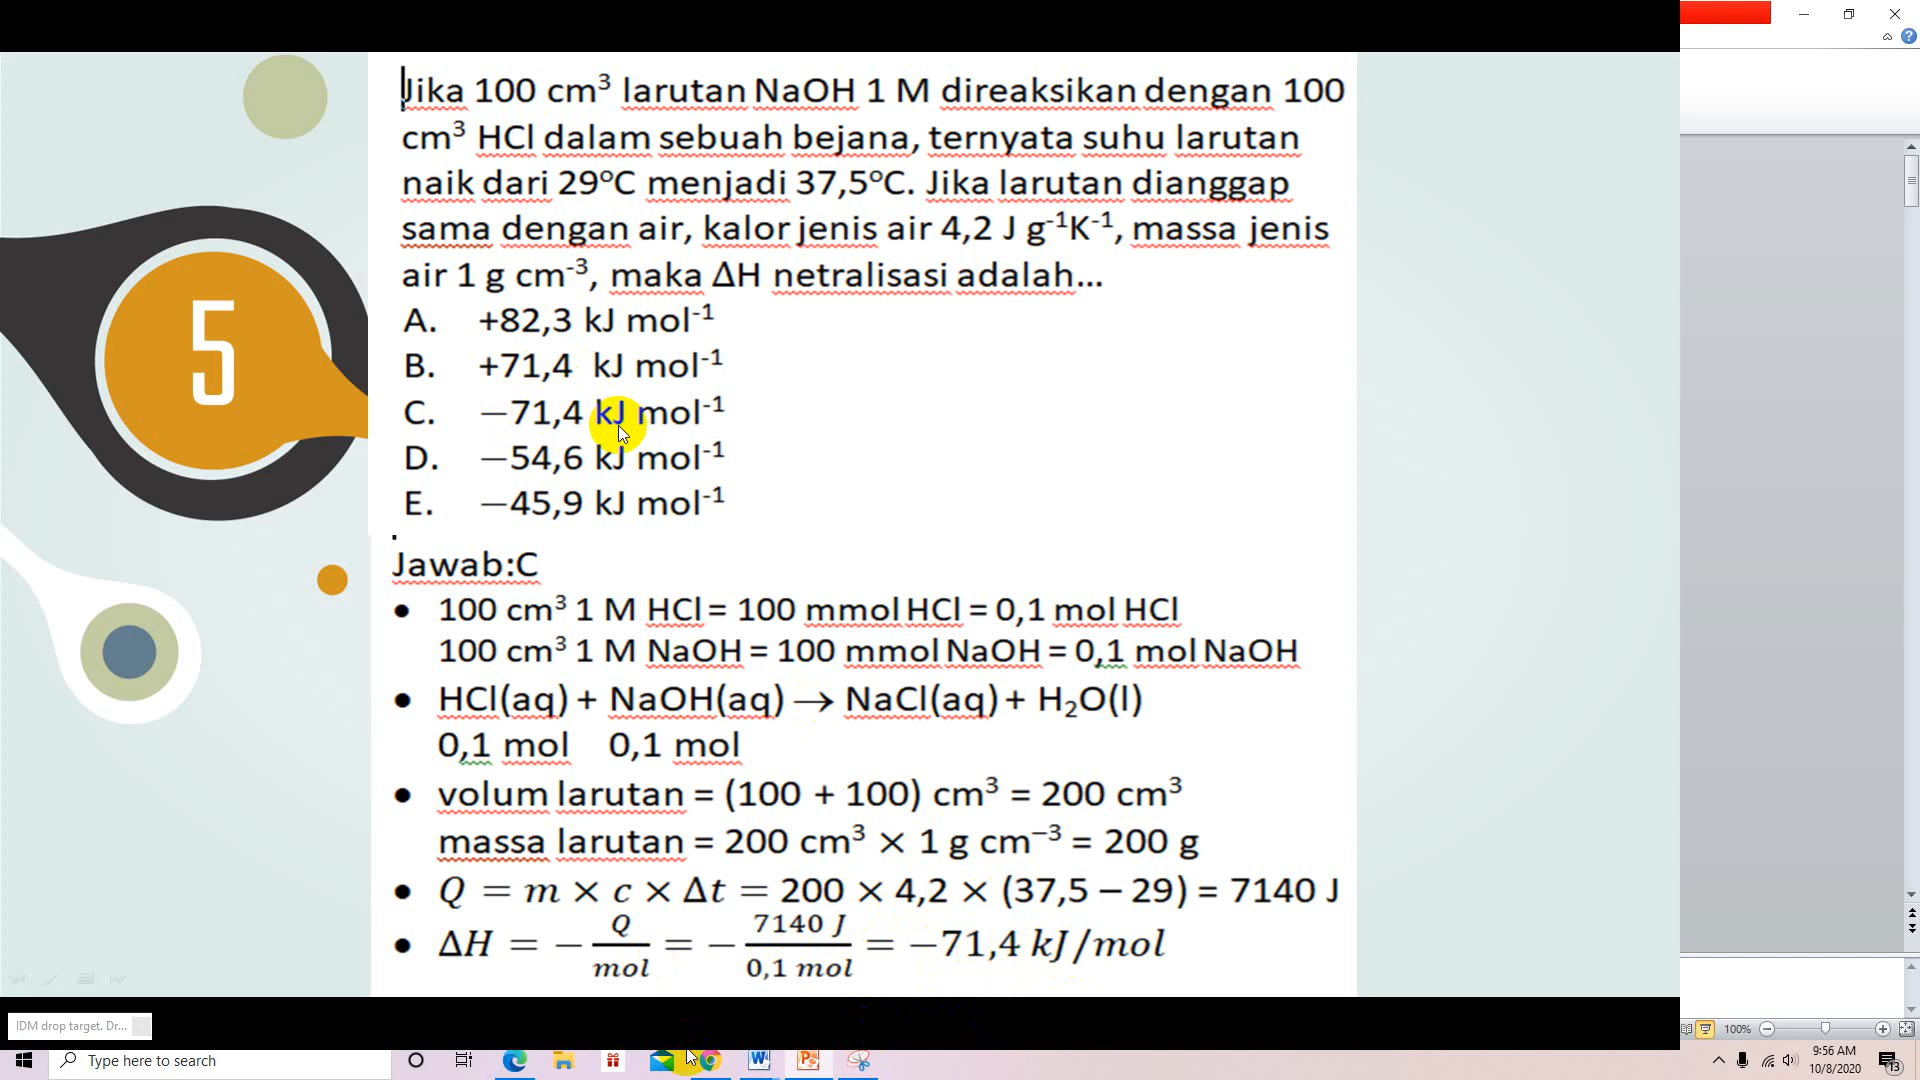 5
Jika 100 cm³ larutan NaOH 1 M direaksikan dengan 100
cm³ HCl dalam sebuah bejana, ternyata suhu larutan
naik dari 29°C menjadi 37,5°C. Jika larutan dianggap
sama dengan air, kalor jenis air 4,2 J g⁻¹K⁻¹, massa jenis
air 1 g cm⁻³, maka ΔH netralisasi adalah...
A. +82,3 kJ mol⁻¹
B. +71,4 kJ mol⁻¹
C. —71,4 kJ mol⁻¹
D. —54,6 kJ mol⁻¹
E. —45,9 kJ mol⁻¹
.
Jawab:C
• 100 cm³ 1 M HCl = 100 mmol HCl = 0,1 mol HCl
100 cm³ 1 M NaOH = 100 mmol NaOH = 0,1 mol NaOH
• HCl(aq) + NaOH(aq) → NaCl(aq) + H₂O(l)
0,1 mol 0,1 mol
• volum larutan = (100 + 100) cm³ = 200 cm³
massa larutan = 200 cm³ × 1 g cm⁻³ = 200 g
• Q = m × c × Δt = 200 × 4,2 × (37,5 – 29) = 7140 J
• ΔH = − Q/mol = − 7140 J/0,1 mol = −71,4 kJ/mol
IDM drop target. Dr...
100%
Type here to search
9:56 AM
10/8/2020
13